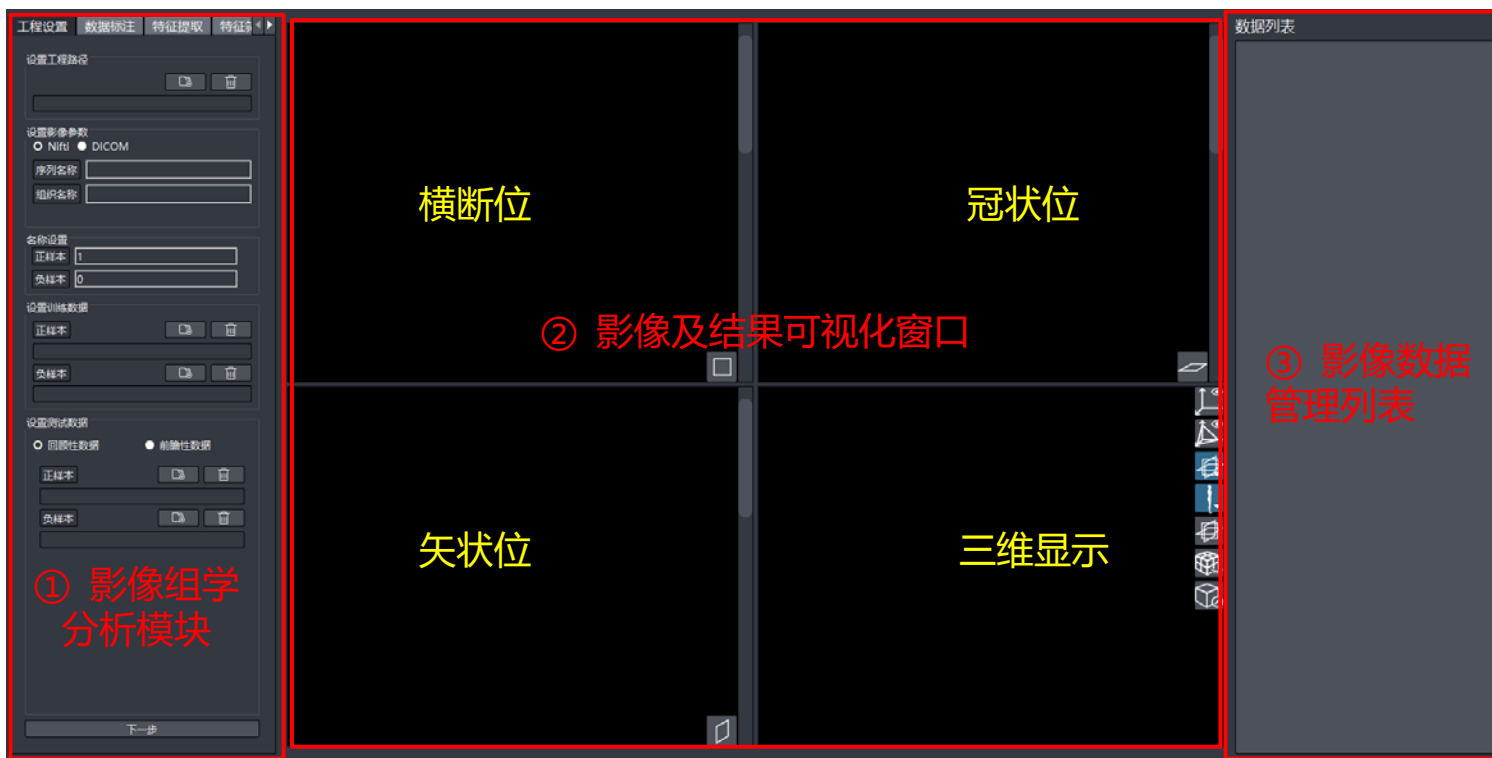 工程设置 数据标注 特征提取 特征
设置工程路径
设置影像参数
Nifti DICOM
序列名称
组织名称
名称设置
正样本 1
负样本 0
设置训练数据
正样本
负样本
设置测试数据
回顾性数据 前瞻性数据
正样本
负样本
① 影像组学
分析模块
下一步
横断位
冠状位
② 影像及结果可视化窗口
矢状位
三维显示
数据列表
③ 影像数据
管理列表